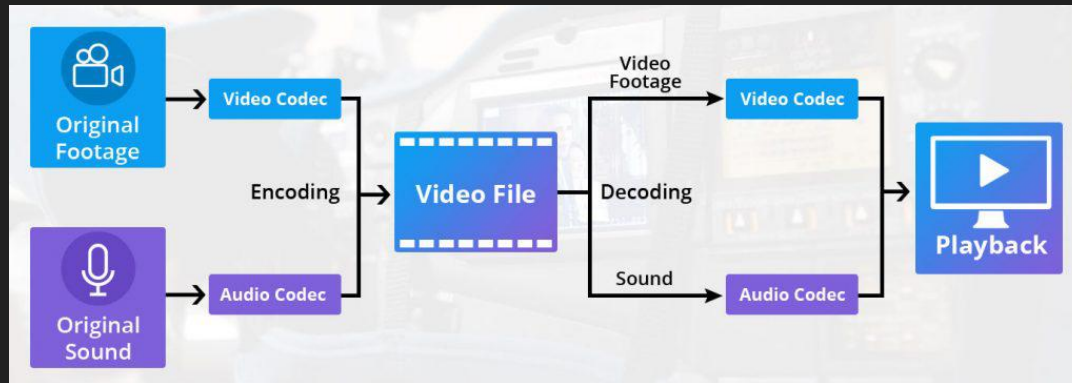 Original
Footage
Video Codec
Encoding
Original
Sound
Audio Codec
Video File
Video
Footage
Decoding
Sound
Video Codec
Audio Codec
Playback